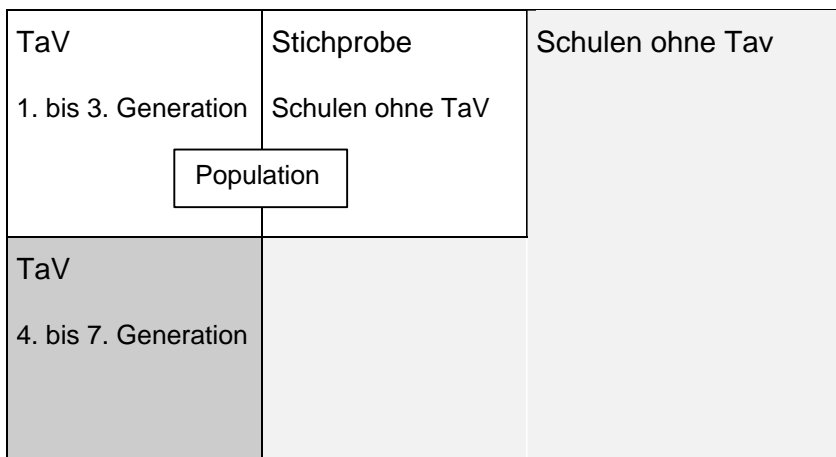 TaV
1. bis 3. Generation
Stichprobe
Schulen ohne TaV
Schulen ohne Tav
Population
TaV
4. bis 7. Generation